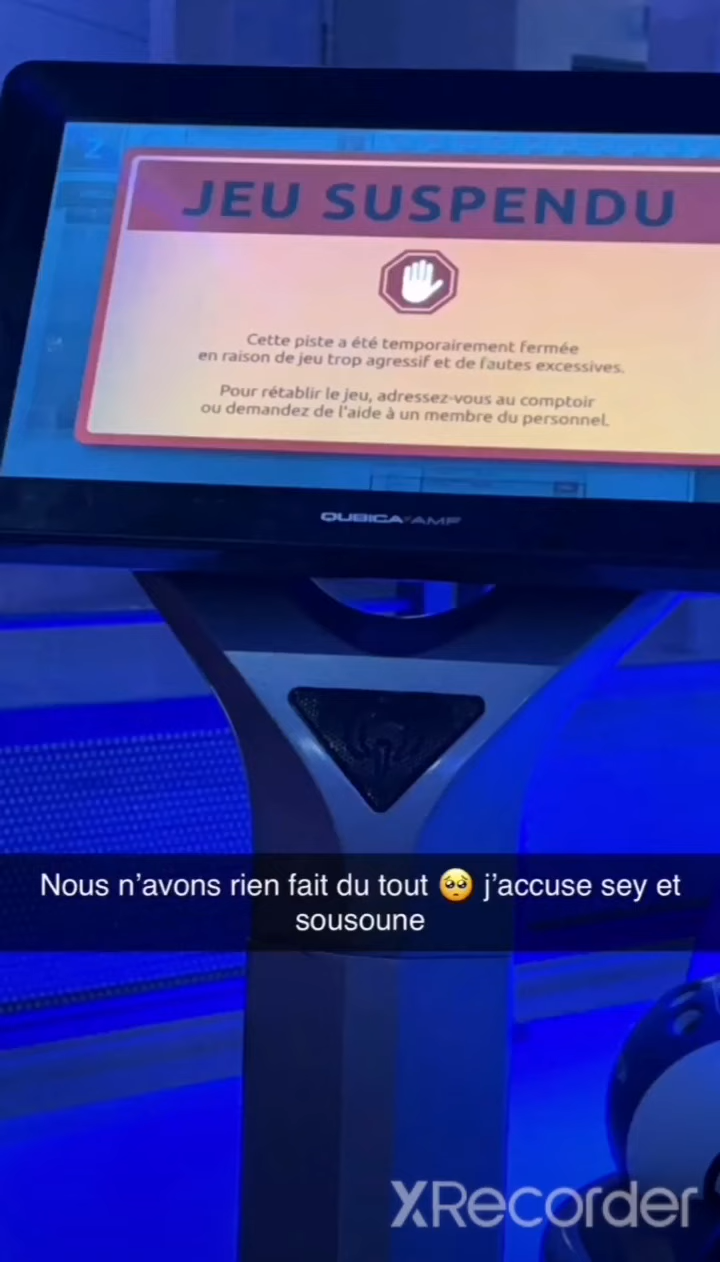 2
JEU SUSPENDU
Cette piste a été temporairement fermée
en raison de jeu trop agressif et de fautes excessives.
Pour rétablir le jeu, adressez-vous au comptoir
ou demandez de l'aide à un membre du personnel.
QUBICAAMF
Nous n’avons rien fait du tout 🥺 j’accuse sey et
sousoune
XRecorder